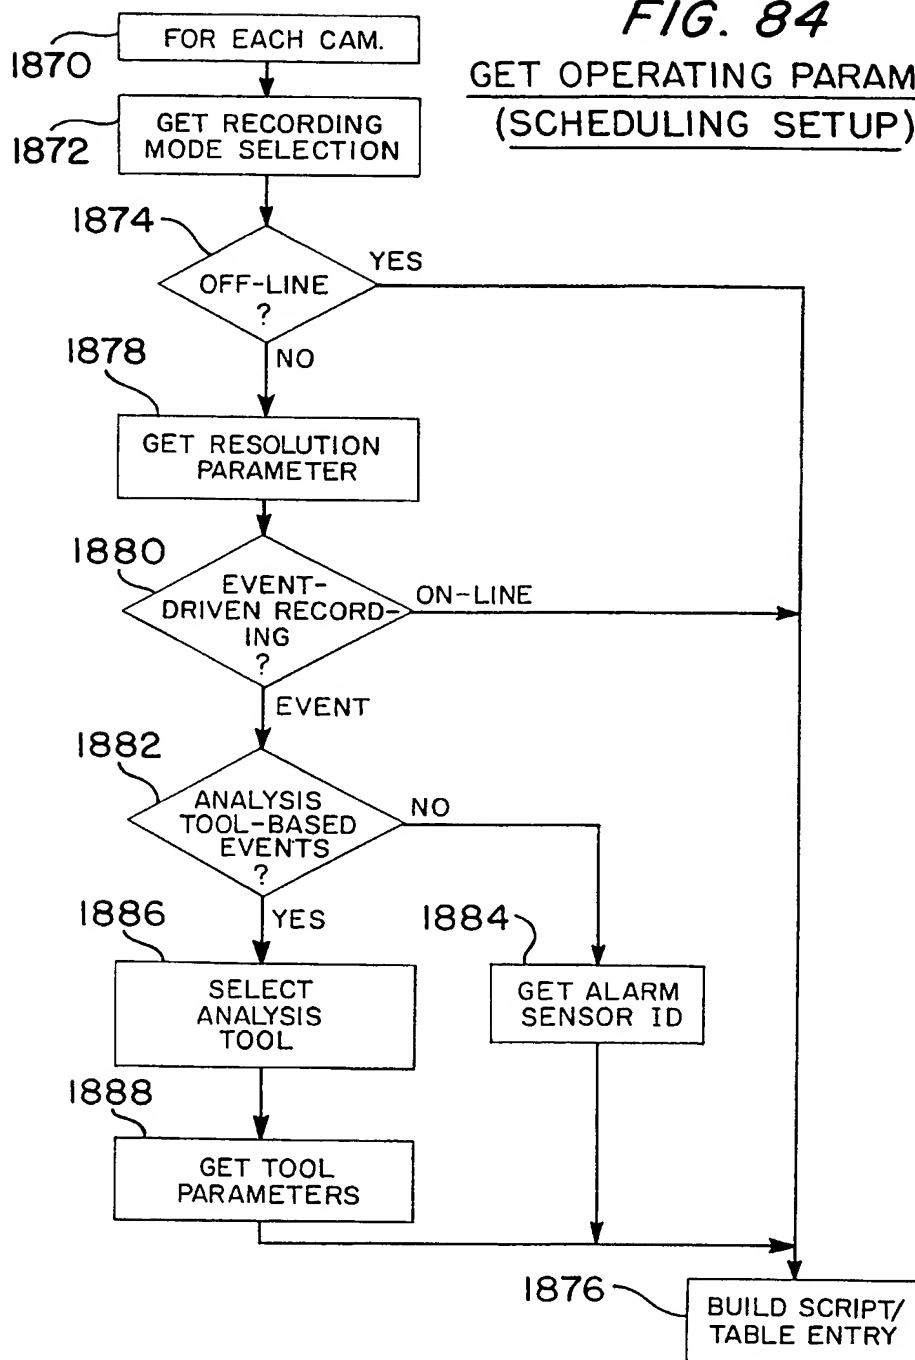 FIG. 84
GET OPERATING PARAM
(SCHEDULING SETUP)
FOR EACH CAM.
1870
GET RECORDING
MODE SELECTION
1872
1874
OFF-LINE
?
YES
NO
1878
GET RESOLUTION
PARAMETER
1880
EVENT-
DRIVEN RECORD-
ING
?
ON-LINE
EVENT
1882
ANALYSIS
TOOL-BASED
EVENTS
?
NO
YES
1886
SELECT
ANALYSIS
TOOL
1884
GET ALARM
SENSOR ID
1888
GET TOOL
PARAMETERS
1876
BUILD SCRIPT/
TABLE ENTRY